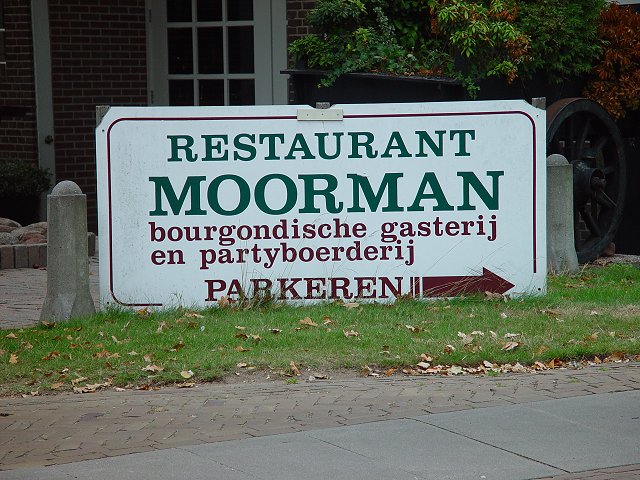 RESTAURANT
MOORMAN
bourgondische gasterij
en partyboerderij
PARKEREN